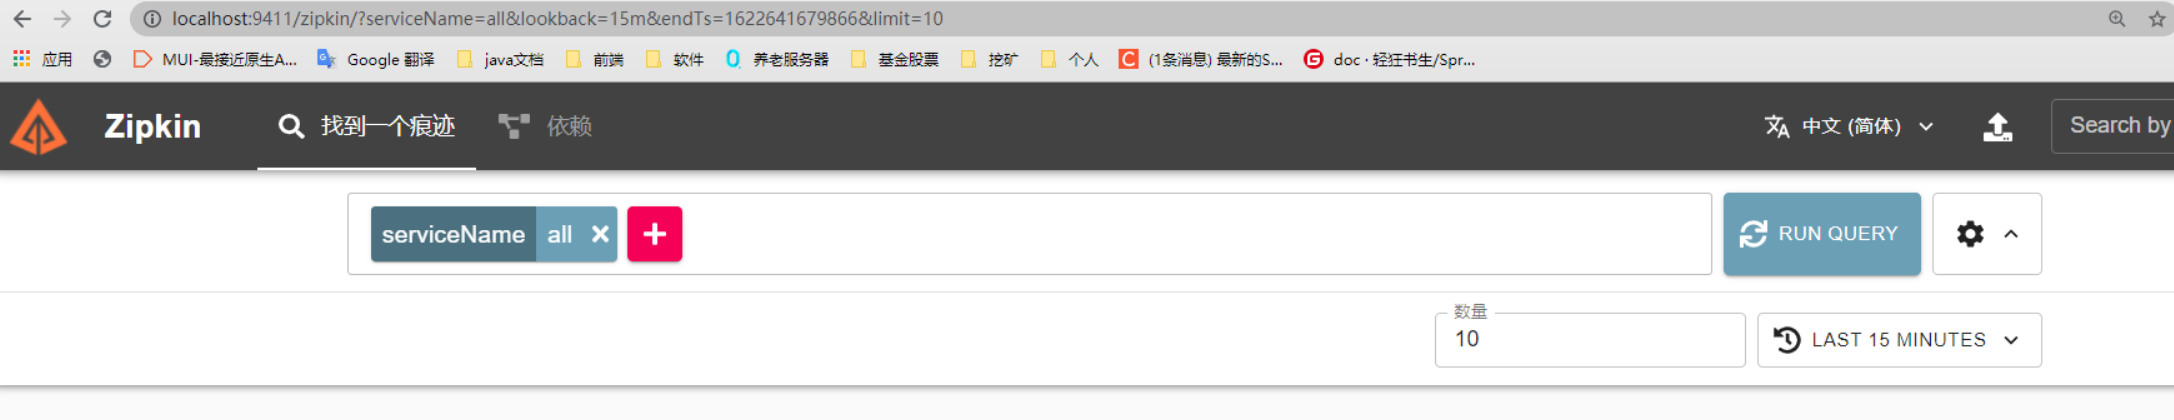 localhost:9411/zipkin/?serviceName=all&lookback=15m&endTs=1622641679866&limit=10
应用 MUI-最接近原生A... Google 翻译 java文档 前端 软件 养老服务器 基金股票 挖矿 个人 C (1条消息) 最新的S... G doc · 轻狂书生/Spr...
Zipkin 找到一个痕迹 依赖 中文 (简体) Search by
serviceName all RUN QUERY
数量
10 LAST 15 MINUTES